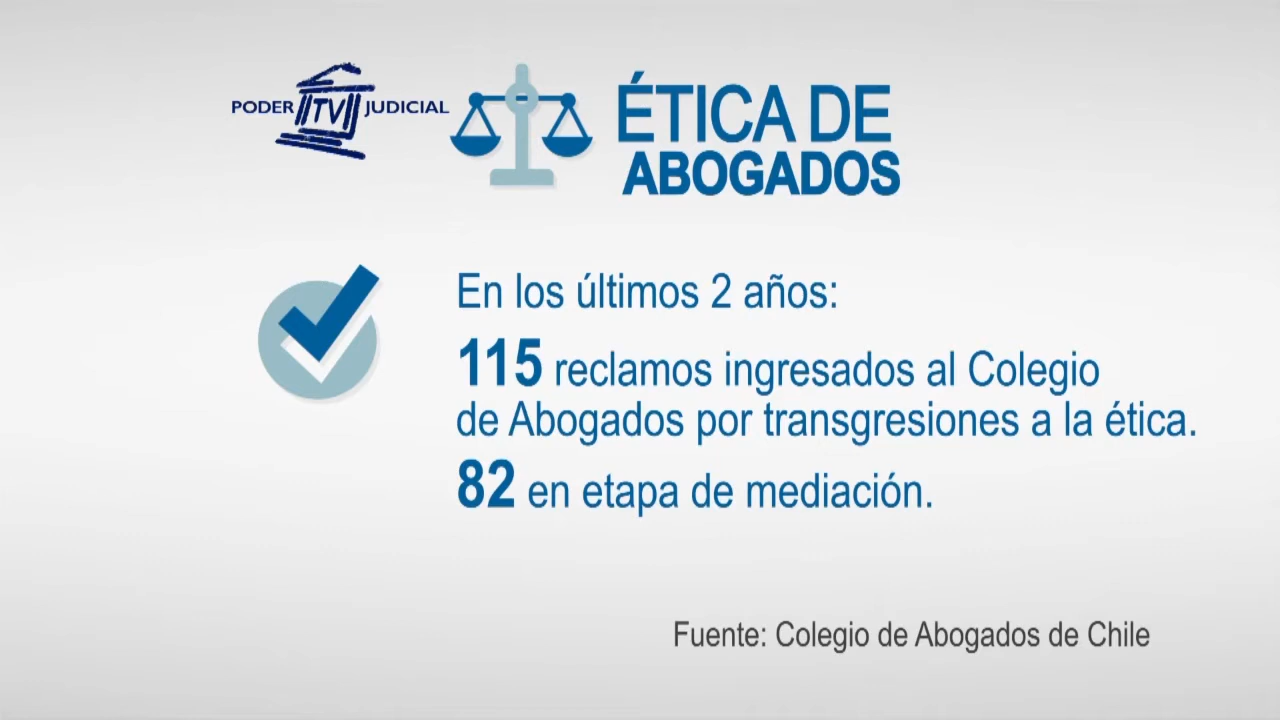 PODER TV JUDICIAL
ÉTICA DE
ABOGADOS
En los últimos 2 años:
115 reclamos ingresados al Colegio
de Abogados por transgresiones a la ética.
82 en etapa de mediación.
Fuente: Colegio de Abogados de Chile